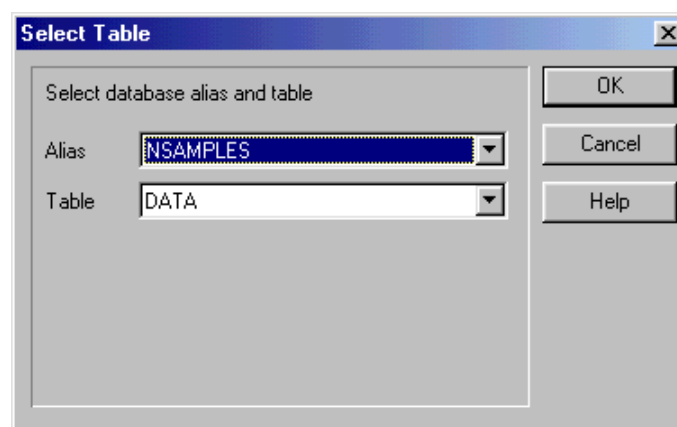 Select Table
Select database alias and table
Alias NSAMPLES
Table DATA
OK
Cancel
Help